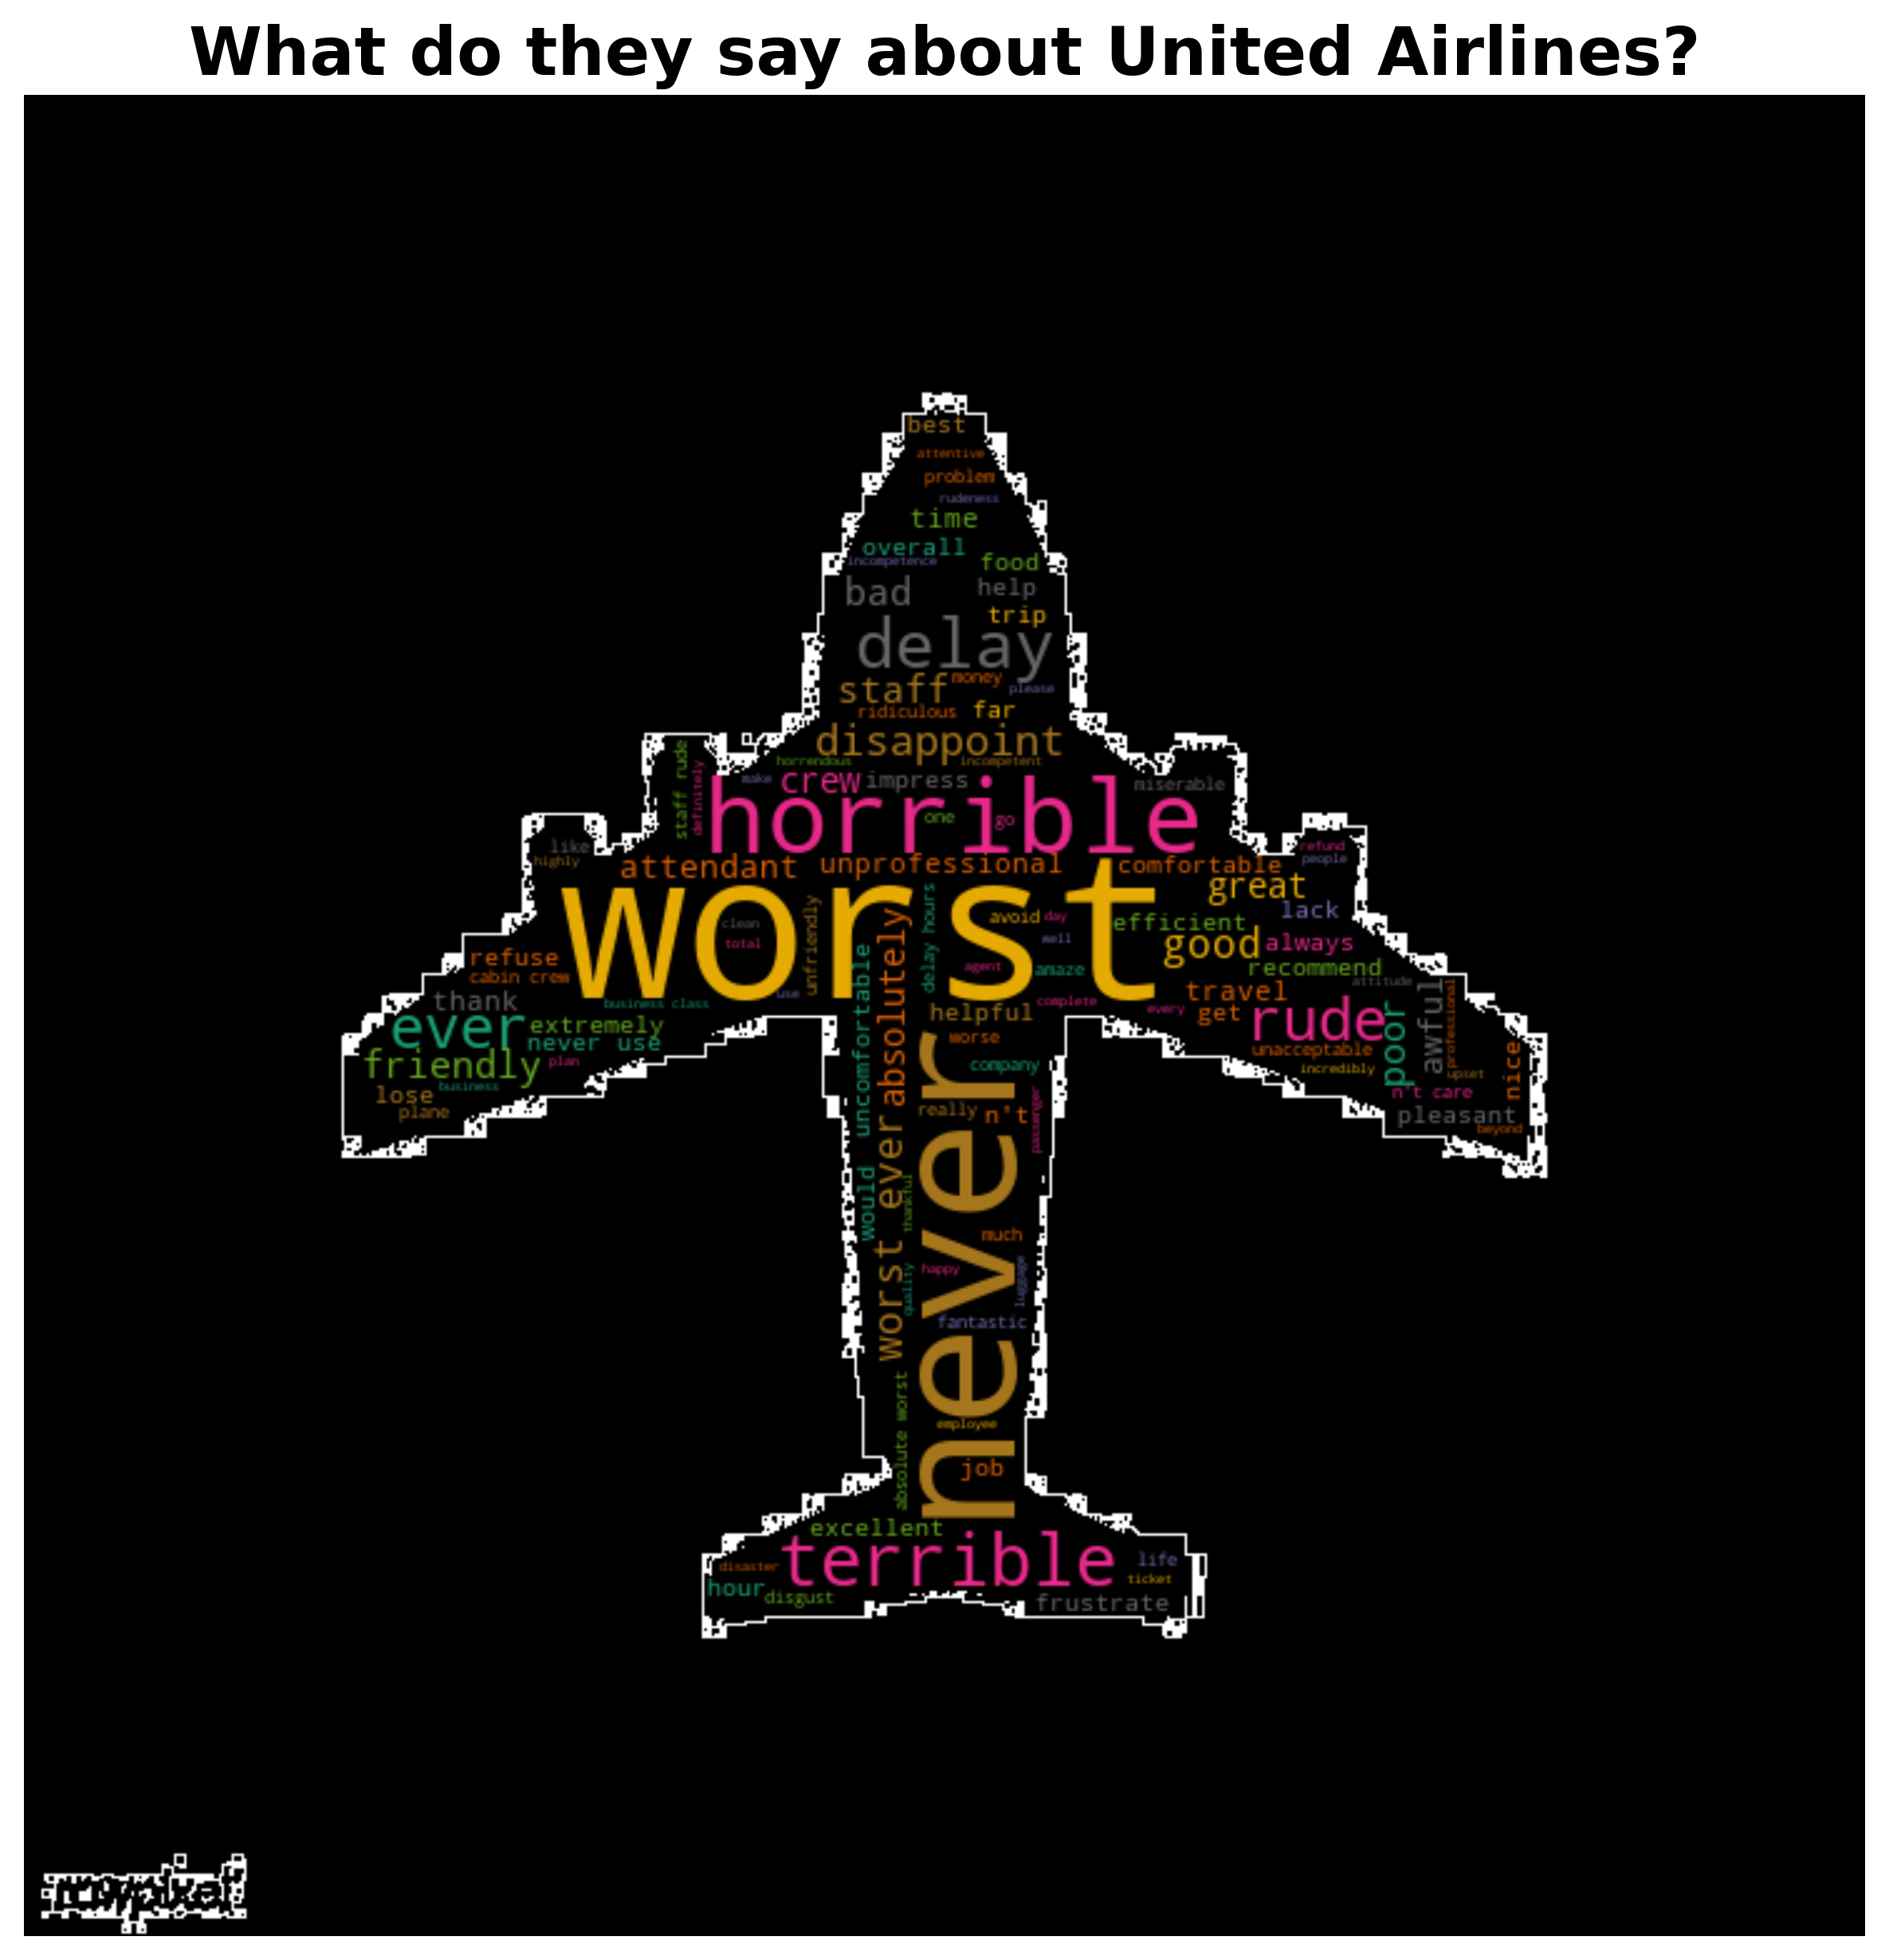 What do they say about United Airlines?
best
attentive
problem
rudeness
time
overall
incompetence
food
bad
help
trip
delay
staff
money
please
ridiculous
far
disappoint
horrendous
incompetent
staff rude
definitely
make
crew
impress
miserable
horrible
one
go
like
highly
attendant
unprofessional
comfortable
refund
people
great
worst
clean
total
unfriendly
use
absolutely
delay hours
avoid
day
well
agent
amaze
efficient
lack
good
always
recommend
attitude
refuse
cabin crew
thank
business class
complete
helpful
every
travel
get
ever
extremely
never use
friendly
plan
business
lose
plane
uncomfortable
worse
company
rude
poor
awful
professional
unacceptable
incredibly
upset
nice
n't care
pleasant
beyond
really
n't
passenger
never
worst ever
would
thankful
much
happy
luggage
quality
fantastic
absolute worst
employee
job
excellent
terrible
disaster
life
hour
disgust
ticket
frustrate
rawpixel